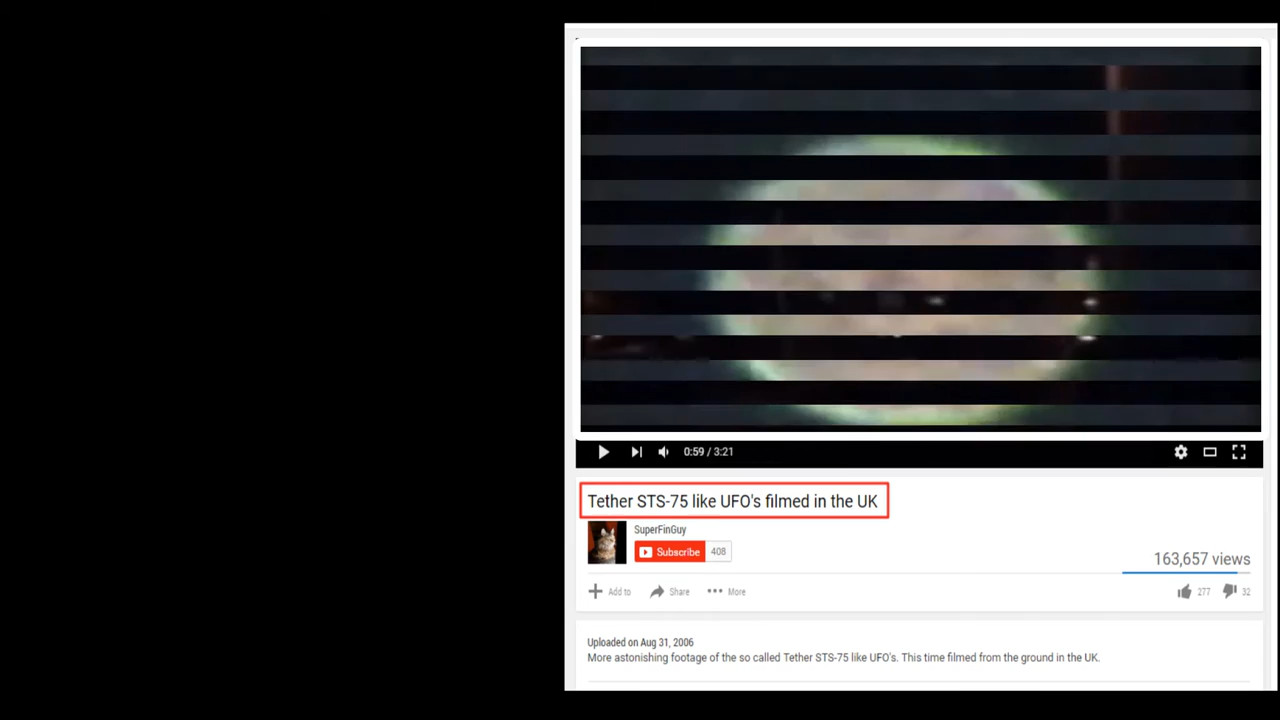 0:59 / 3:21
Tether STS-75 like UFO's filmed in the UK
SuperFinGuy
Subscribe 408
163,657 views
Add to Share More 277 32
Uploaded on Aug 31, 2006
More astonishing footage of the so called Tether STS-75 like UFO's. This time filmed from the ground in the UK.